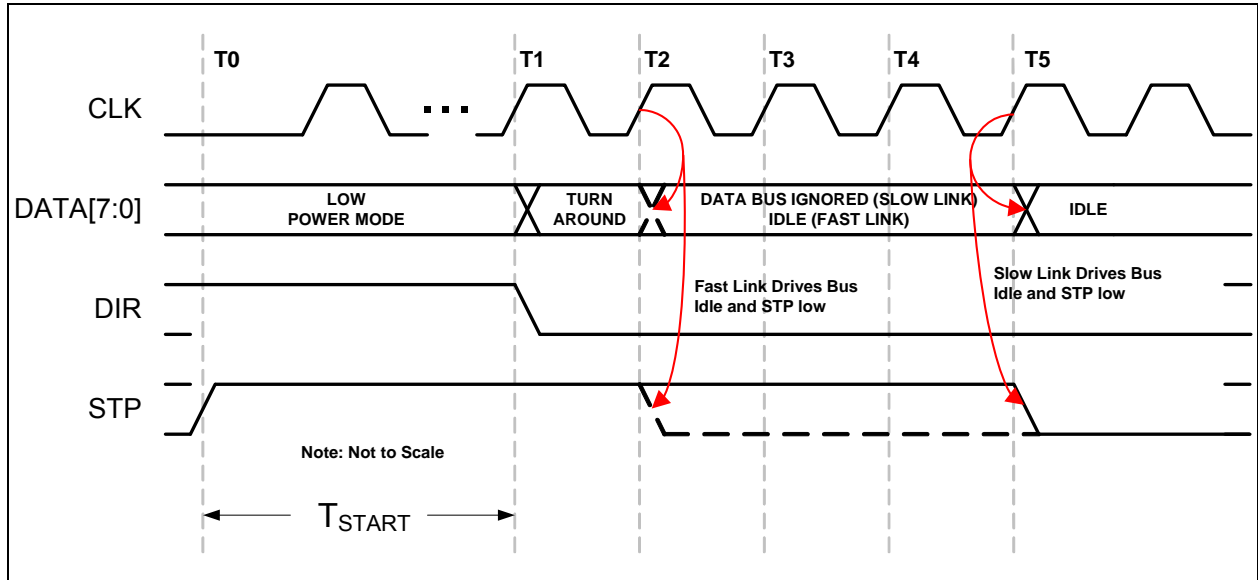 T0
T1
T2
T3
T4
T5
CLK
DATA[7:0]
LOW
POWER MODE
TURN
AROUND
DATA BUS IGNORED (SLOW LINK)
IDLE (FAST LINK)
IDLE
DIR
Fast Link Drives Bus
Idle and STP low
Slow Link Drives Bus
Idle and STP low
STP
Note: Not to Scale
TSTART